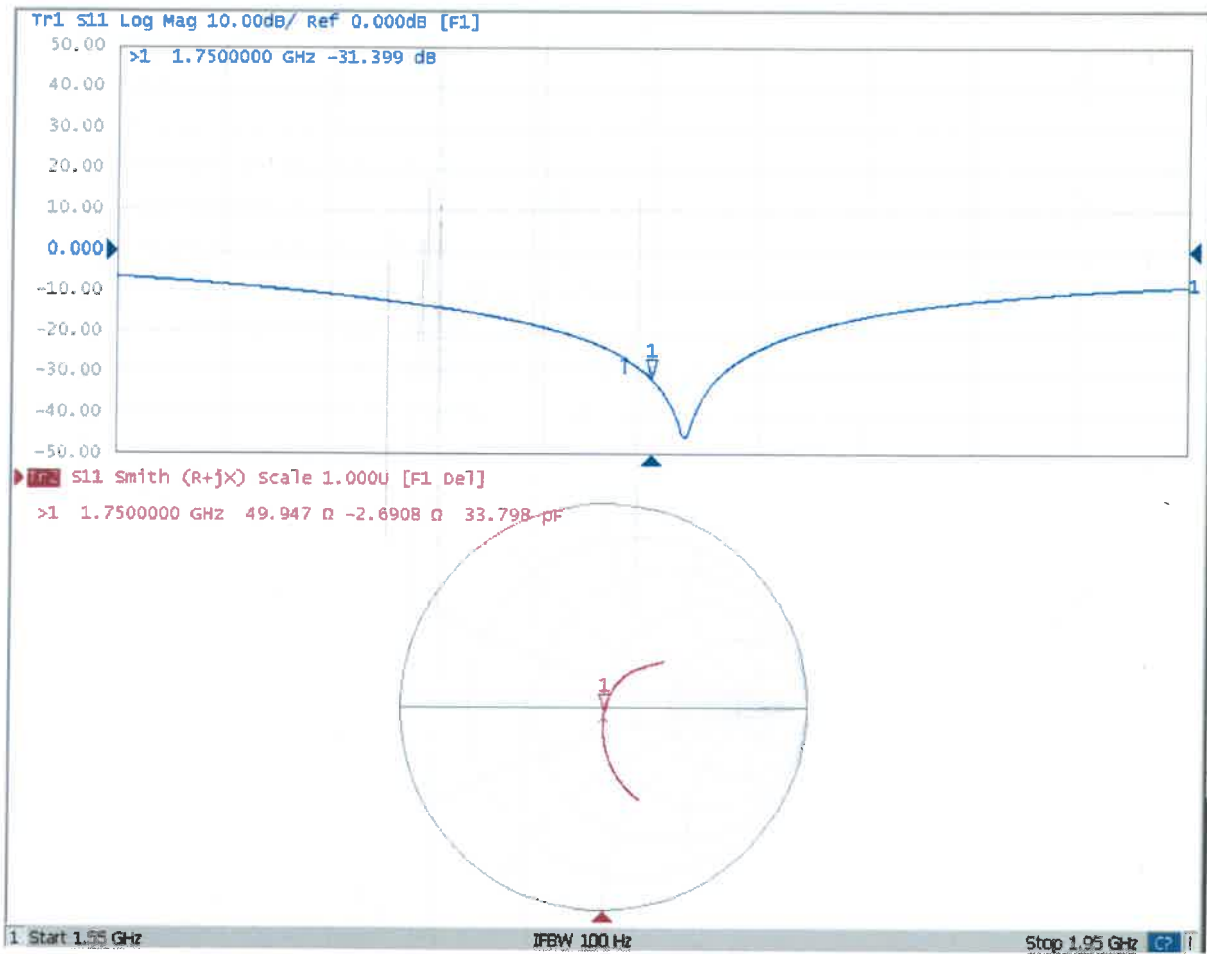 Tr1 S11 Log Mag 10.00dB/ Ref 0.000dB [F1]
50.00
>1 1.7500000 GHz -31.399 dB
40.00
30.00
20.00
10.00
0.000
-10.00
1
-20.00
1
-30.00
-40.00
-50.00
Tr2 S11 Smith (R+jX) Scale 1.000U [F1 Del]
>1 1.7500000 GHz 49.947 Ω -2.6908 Ω 33.798 pF
1
1 Start 1.55 GHz IFBW 100 Hz Stop 1.95 GHz C?